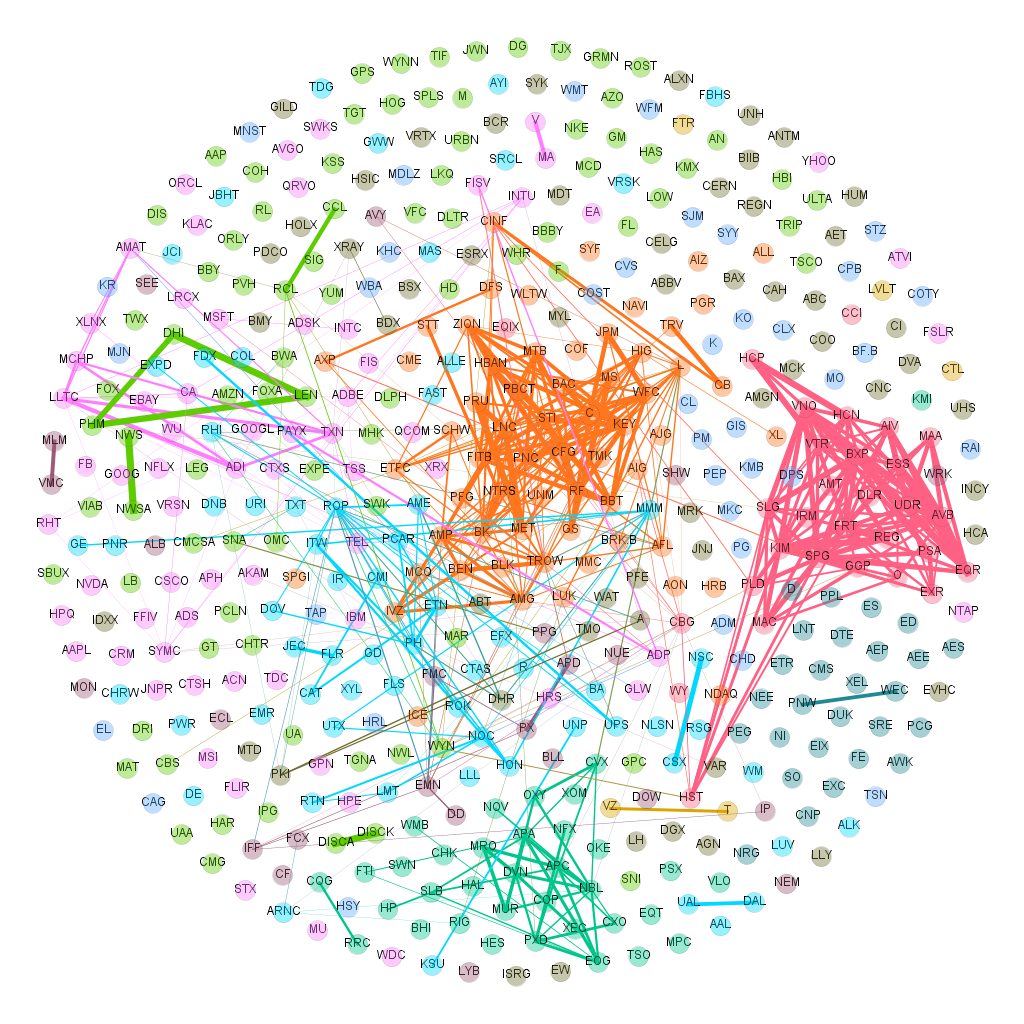 DG
JWN
TJX
TIF
GRMN
WYNN
ROST
GPS
ALXN
TDG
AYI
SYK
WMT
FBHS
SPLS
M
AZO
GILD
HOG
WFM
TGT
UNH
BCR
V
FTR
SWKS
NKE
MNST
VRTX
GM
ANTM
URBN
AN
GWW
AVGO
HAS
AAP
KSS
SRCL
MA
BIIB
YHOO
MCD
KMX
COH
MDLZ
LKQ
HSIC
CERN
HBI
ORCL
QRVO
FISV
VRSK
JBHT
INTU
MDT
LOW
HUM
ULTA
REGN
RL
CCL
VFC
EA
DIS
AVY
DLTR
SJM
HOLX
CINF
FL
TRIP
KLAC
BBBY
STZ
SYY
ORLY
AET
AMAT
PDCO
XRAY
CELG
KHC
MAS
WHR
SYF
ALL
JCI
ESRX
AIZ
SIG
TSCO
ATVI
BBY
CVS
CPB
F
BAX
SEE
KR
PVH
RCL
YUM
WBA
BSX
HD
DFS
ABBV
CAH
LVLT
COTY
LRCX
WLTW
COST
ABC
NAVI
PGR
MSFT
BDX
CCI
XLNX
TWX
BMY
ADSK
INTC
STT
ZION
EQIX
MYL
TRV
KO
CI
FSLR
DHI
JPM
CLX
COO
MJN
FDX
COL
BWA
AXP
CME
MTB
COF
HIG
K
BF.B
MCHP
EXPD
FIS
ALLE
HBANK
HCP
MCK
DVA
CTL
L
FOX
FOXA
DLPH
FAST
PBCT
BAC
MS
WFC
CB
MO
CNC
LLTC
EBAY
CA
AMZN
LEN
ADBE
PRU
AMGN
KMI
UHS
STI
C
CL
VNO
HCN
PHM
NWS
WU
RHI
GOOGL
PAYX
TXN
MHK
QCOM
SCHW
LNC
KEY
AJG
PM
GIS
XL
AIV
MLM
VTR
MAA
RAI
FB
GOOG
NFLX
LEG
ADI
CTXS
EXPE
TSS
ETFC
XRX
FITB
PNC
CFG
TMK
AIG
SHW
PEP
KMB
BXP
DPS
ESS
WRK
VMC
AMT
INCY
VIAB
NWSA
VRSN
DNB
URI
TXT
ROP
SWK
AME
PFG
NTRS
UNM
RF
BBT
MMM
MRK
MKC
SLG
IRM
DLR
UDR
AVB
RHT
FRT
HCA
GE
PNR
ALB
CMCSA
SNA
OMC
ITW
TEL
PCAR
AMP
BK
MET
GS
BRK.B
AFL
JNJ
PG
KIM
SPG
REG
PSA
SBUX
LB
CSCO
APH
AKAM
SPGI
IR
CMI
MCO
BEN
BLK
TROW
MMC
PFE
PLD
GGP
O
EQR
NVDA
AON
HRB
D
EXR
HPQ
IDXX
FFIV
ADS
PCLN
DOV
TAP
IBM
IVZ
ETN
ABT
AMG
LUK
WAT
PPL
ES
NTAP
MAC
A
CBG
ADM
ED
AAPL
CRM
SYMC
GT
CHTR
JEC
FLR
GD
PH
MAR
EFX
PPG
TMO
NUE
ADP
NSC
CHD
LNT
DTE
AEP
AEE
AES
MON
CHRW
JNPR
CTSH
ACN
TDC
CAT
XYL
FLS
FMC
CTAS
R
APD
ETR
CMS
XEL
ROK
DHR
HRS
BA
GLW
WY
NDAQ
NEE
PNW
WEC
EVHC
EL
DRI
PWR
ECL
EMR
UTX
HRL
ICE
PX
UNP
UPS
NLSN
RSG
PEG
DUK
SRE
PCG
UA
NI
MAT
CBS
MSI
MTD
GPN
TGNA
NWL
WYN
NOC
HON
BLL
CVX
GPC
CSX
VAR
EIX
FE
AWK
PKI
LLL
WM
SO
CAG
DE
FLIR
RTN
HPE
LMT
EMN
OXY
XOM
EXC
TSN
HST
UAA
HAR
IPG
NOV
VZ
DOW
T
IP
CNP
DD
FCX
DISCK
DISCA
WMB
APA
NFX
DGX
ALK
CMG
IFF
CHK
MRO
OKE
LH
AGN
NRG
LUV
LLY
CF
FTI
SWN
DVN
APC
PSX
STX
COG
SLB
HAL
NBL
SNI
VLO
NEM
COP
HSY
HP
MUR
UAL
DAL
ARNC
MU
BHI
RIG
XEC
CXO
EQT
AAL
RRC
HES
PXD
MPC
WDC
KSU
TSO
EOG
LYB
ISRG
EW